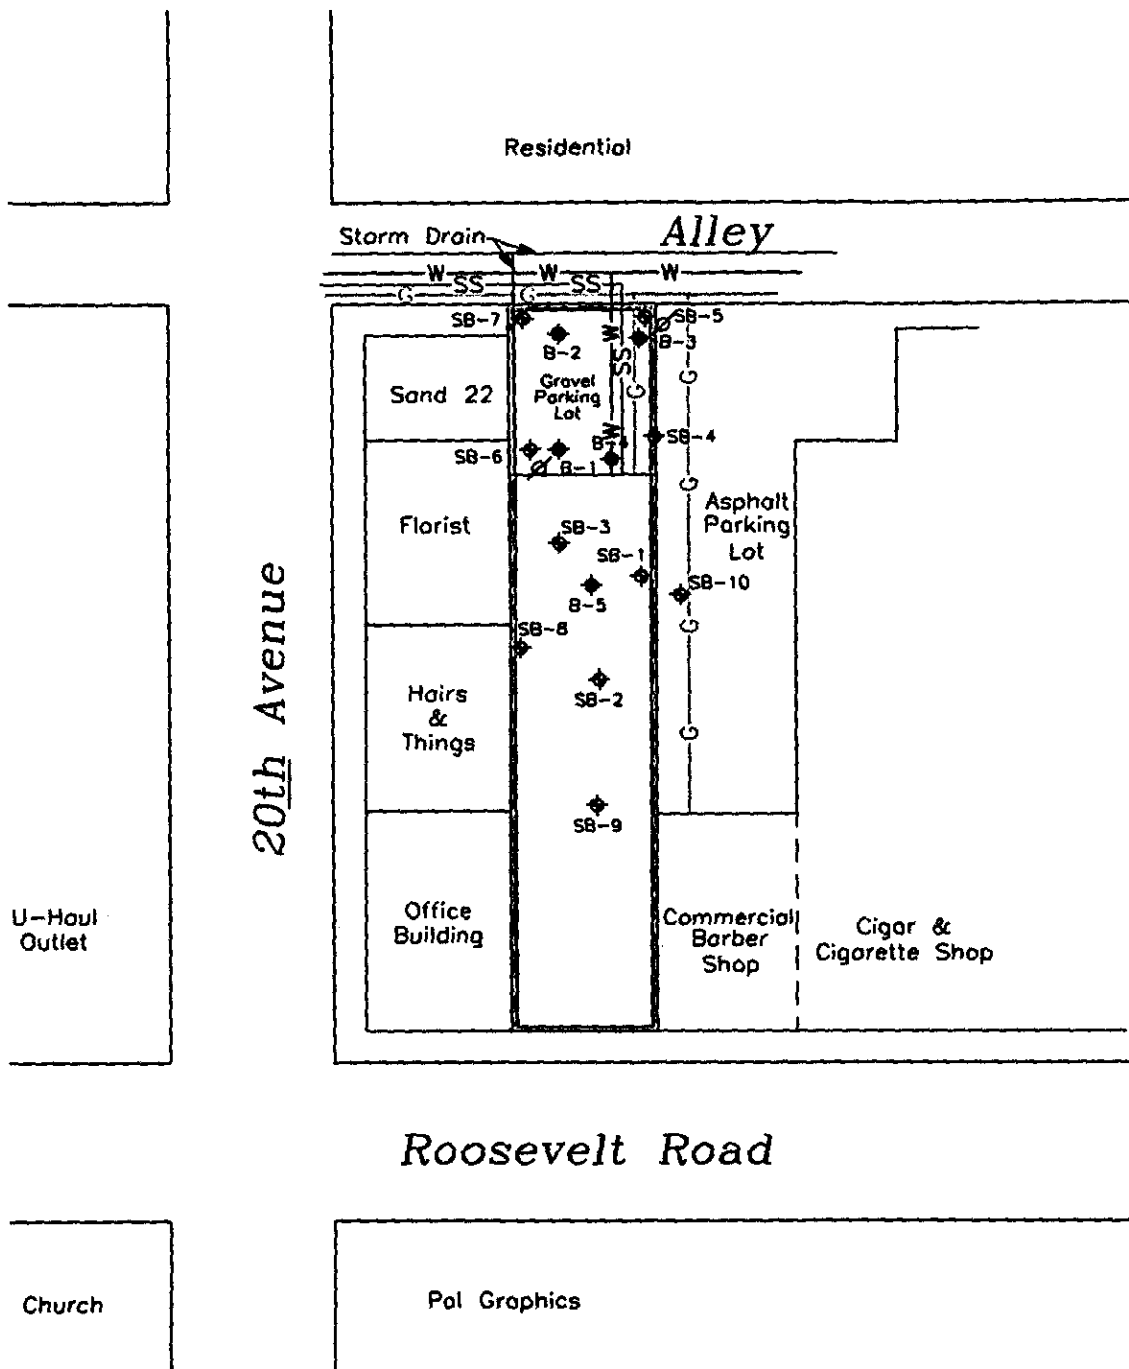 Residential
Alley
Storm Drain
W W W
SS SS
G G
SB-7
SB-5
B-2
W
B-3
SS
Gravel
Parking
Lot
G
G
Sand 22
W
SB-4
SB-6
B-1
B-4
G
Florist
Asphalt
Parking
Lot
SB-3
SB-1
SB-10
B-5
SB-8
G
20th Avenue
Hairs
&
Things
SB-2
G
SB-9
U-Haul
Outlet
Office
Building
Commercial
Barber
Shop
Cigar &
Cigarette Shop
Roosevelt Road
Church
Pal Graphics